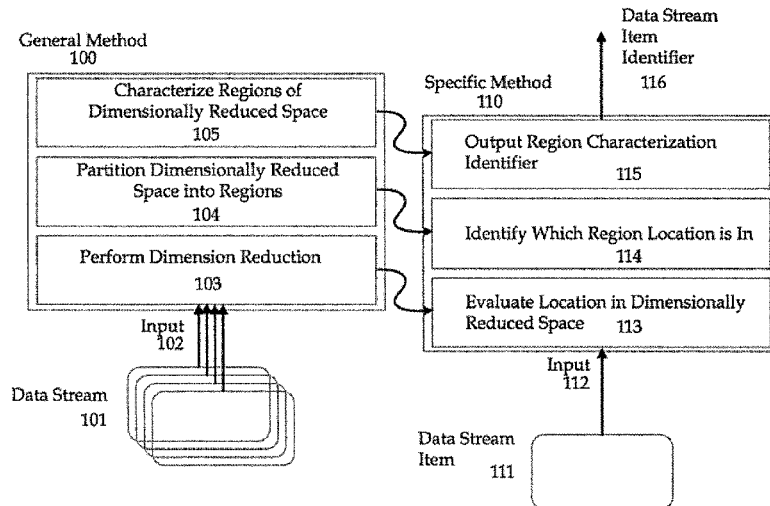 General Method
100
Characterize Regions of
Dimensionally Reduced Space
105
Partition Dimensionally Reduced
Space into Regions
104
Perform Dimension Reduction
103
Input
102
Data Stream
101
Data Stream
Item
Identifier
116
Specific Method
110
Output Region Characterization
Identifier
115
Identify Which Region Location is In
114
Evaluate Location in Dimensionally
Reduced Space
113
Input
112
Data Stream
Item
111